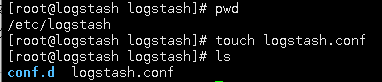 [root@logstash logstash]# pwd
/etc/logstash
[root@logstash logstash]# touch logstash.conf
[root@logstash logstash]# ls
conf.d  logstash.conf